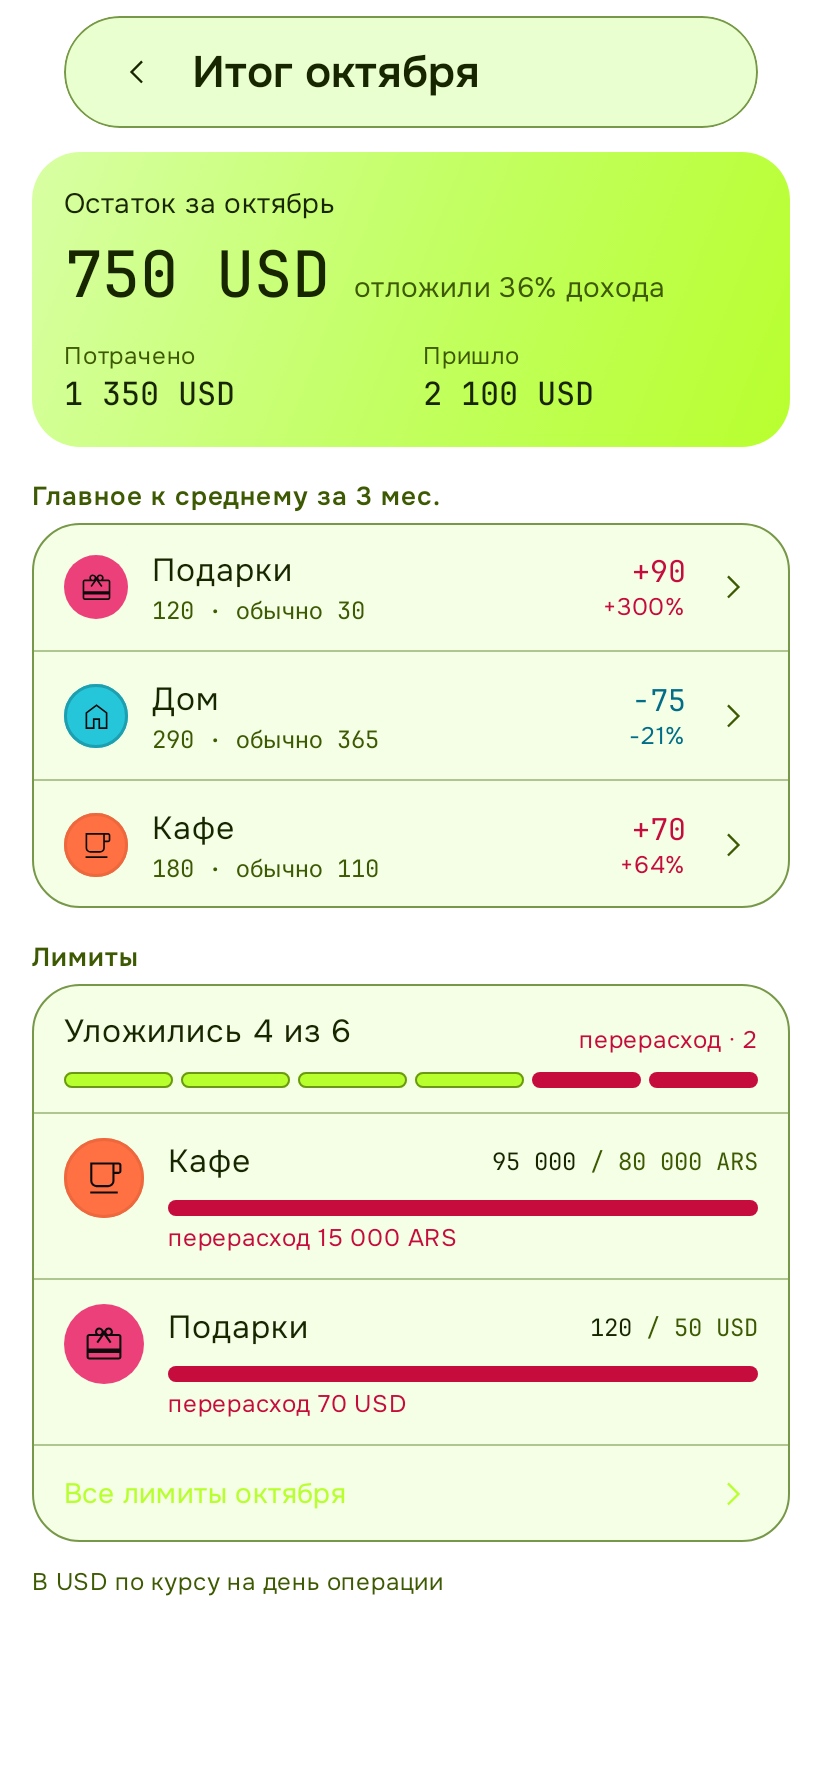 Итог октября
Остаток за октябрь
750 USD отложили 36% дохода
Потрачено Пришло
1 350 USD 2 100 USD
Главное к среднему за 3 мес.
Подарки +90
120 · обычно 30 +300%
Дом -75
290 · обычно 365 -21%
Кафе +70
180 · обычно 110 +64%
Лимиты
Уложились 4 из 6 перерасход · 2
Кафе 95 000 / 80 000 ARS
перерасход 15 000 ARS
Подарки 120 / 50 USD
перерасход 70 USD
Все лимиты октября
В USD по курсу на день операции